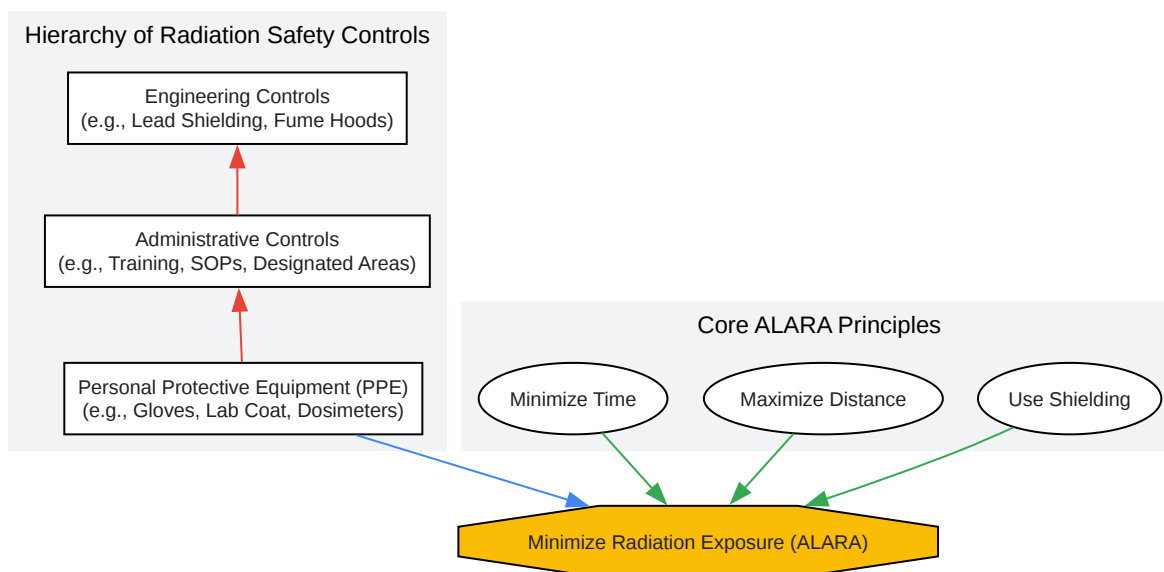 Hierarchy of Radiation Safety Controls
Engineering Controls
(e.g., Lead Shielding, Fume Hoods)
Administrative Controls
(e.g., Training, SOPs, Designated Areas)
Personal Protective Equipment (PPE)
(e.g., Gloves, Lab Coat, Dosimeters)
Core ALARA Principles
Minimize Time
Maximize Distance
Use Shielding
Minimize Radiation Exposure (ALARA)